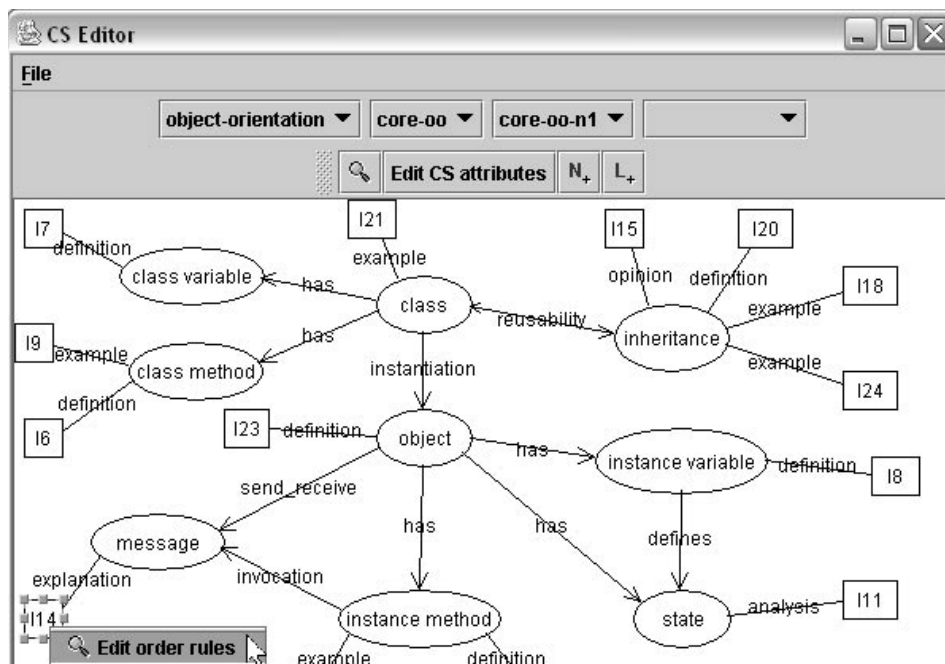 CS Editor
File
object-orientation core-oo core-oo-n1
Edit CS attributes N+ L+
I7 I21 I15 I20
definition example opinion definition
class variable has class reusability inheritance example I18
I9 example has example I24
class method instantiation
definition
I6 I23 definition object has instance variable definition I8
send_receive
message has has defines
explanation invocation
I14 instance method state analysis I11
Edit order rules
example definition